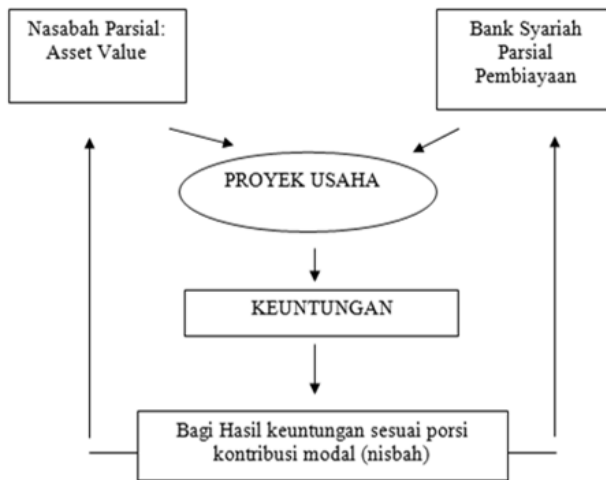 Nasabah Parsial:
Asset Value
Bank Syariah
Parsial
Pembiayaan
PROYEK USAHA
KEUNTUNGAN
Bagi Hasil keuntungan sesuai porsi
kontribusi modal (nisbah)